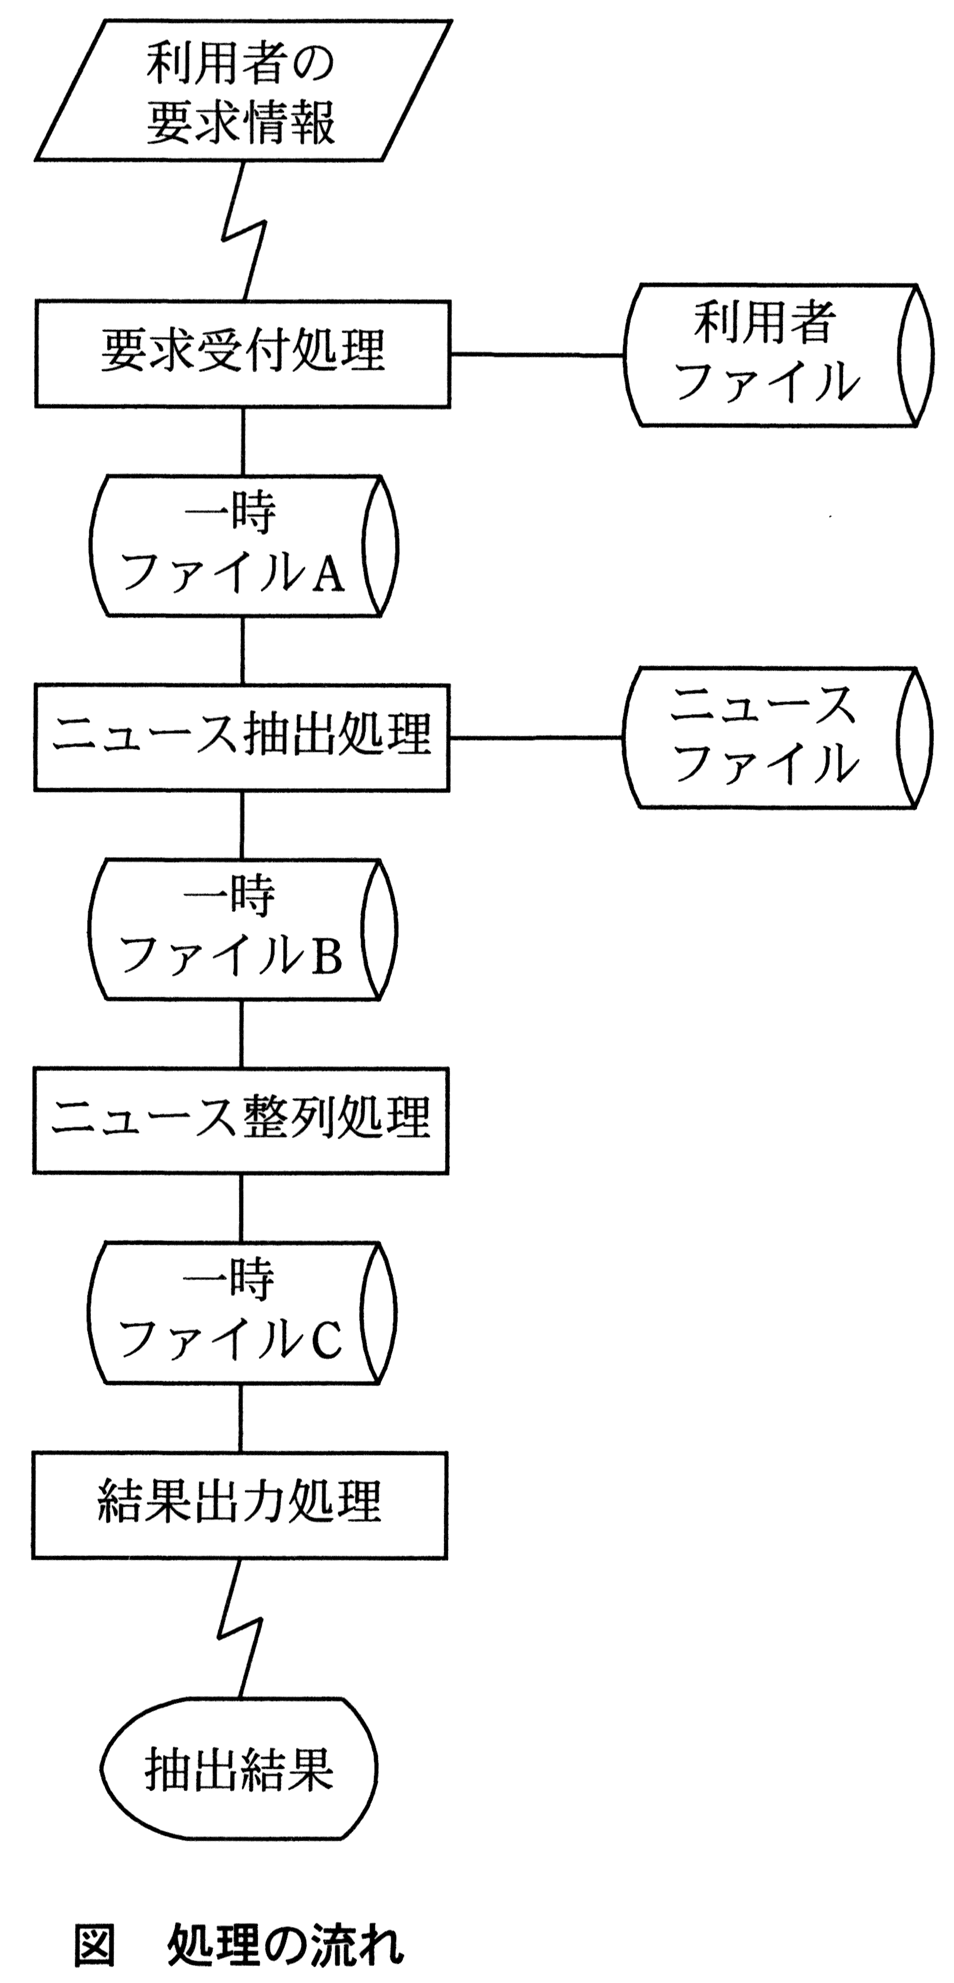 利用者の
要求情報
要求受付処理
利用者
ファイル
一時
ファイルA
ニュース抽出処理
ニュース
ファイル
一時
ファイルB
ニュース整列処理
一時
ファイルC
結果出力処理
抽出結果
図　処理の流れ